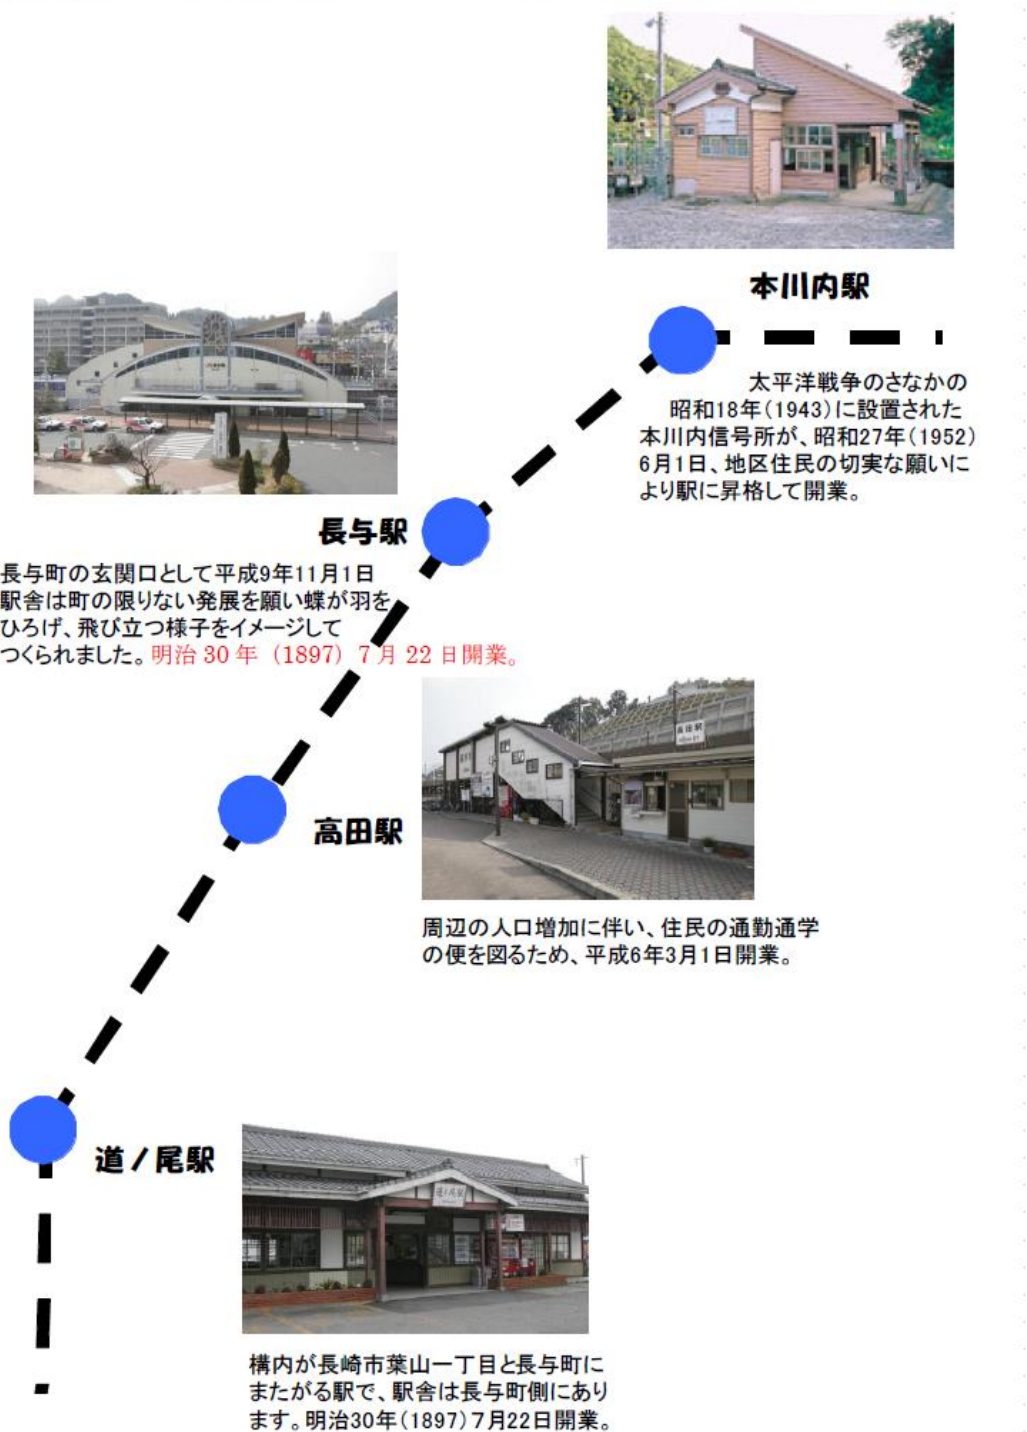 本川内駅
太平洋戦争のさなかの
昭和18年(1943)に設置された
本川内信号所が、昭和27年(1952)
6月1日、地区住民の切実な願いに
より駅に昇格して開業。
長与駅
長与町の玄関口として平成9年11月1日
駅舎は町の限りない発展を願い蝶が羽を
ひろげ、飛び立つ様子をイメージして
つくられました。明治 30 年（1897）7 月 22 日開業。
高田駅
高田駅
周辺の人口増加に伴い、住民の通勤通学
の便を図るため、平成6年3月1日開業。
道ノ尾駅
道ノ尾駅
構内が長崎市葉山一丁目と長与町に
またがる駅で、駅舎は長与町側にあり
ます。明治30年(1897)7月22日開業。